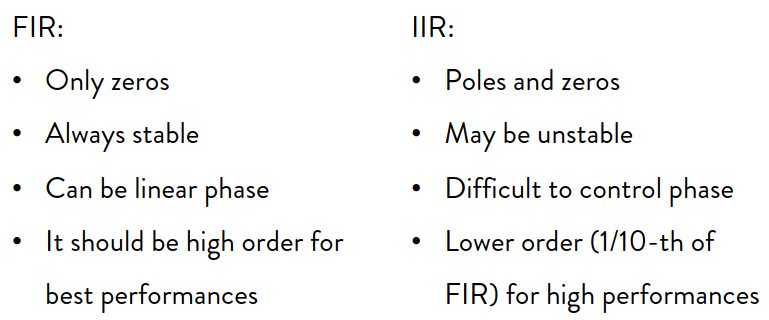 FIR:
• Only zeros
• Always stable
• Can be linear phase
• It should be high order for
best performances
IIR:
• Poles and zeros
• May be unstable
• Difficult to control phase
• Lower order (1/10-th of
FIR) for high performances